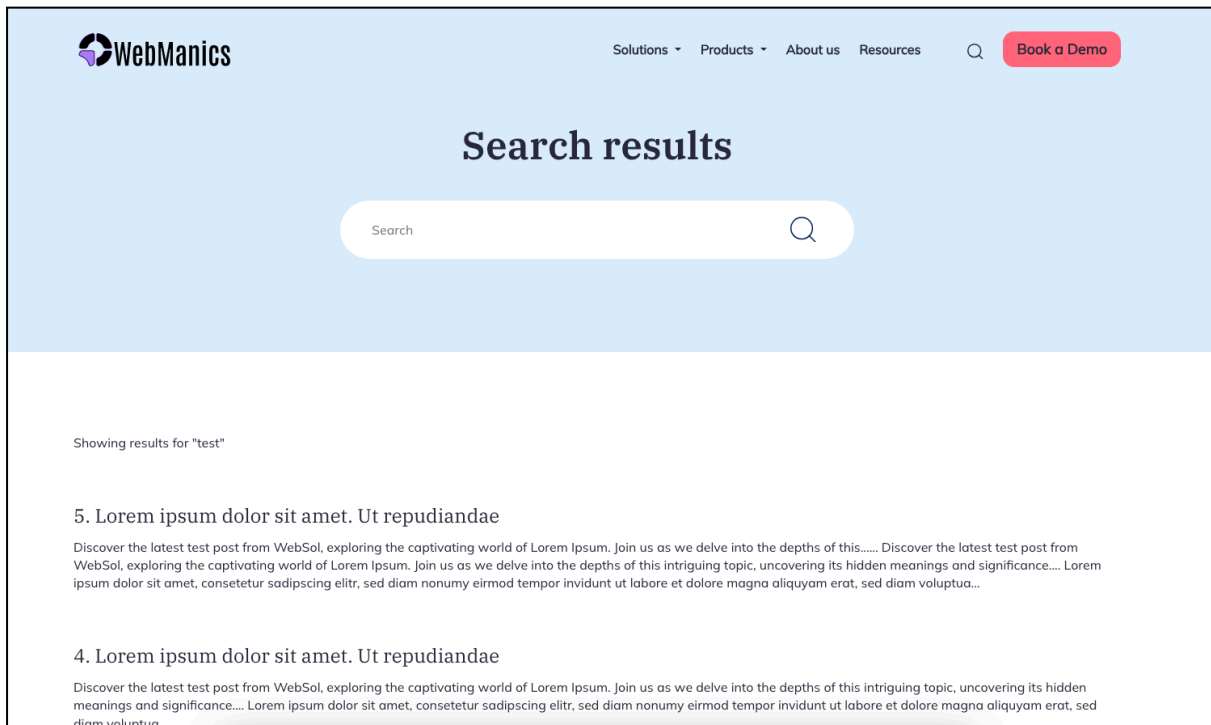 WebManics
Solutions Products About us Resources Book a Demo
Search results
Search
Showing results for "test"
5. Lorem ipsum dolor sit amet. Ut repudiandae
Discover the latest test post from WebSol, exploring the captivating world of Lorem Ipsum. Join us as we delve into the depths of this...... Discover the latest test post from
WebSol, exploring the captivating world of Lorem Ipsum. Join us as we delve into the depths of this intriguing topic, uncovering its hidden meanings and significance.... Lorem
ipsum dolor sit amet, consetetur sadipscing elitr, sed diam nonumy eirmod tempor invidunt ut labore et dolore magna aliquyam erat, sed diam voluptua...
4. Lorem ipsum dolor sit amet. Ut repudiandae
Discover the latest test post from WebSol, exploring the captivating world of Lorem Ipsum. Join us as we delve into the depths of this intriguing topic, uncovering its hidden
meanings and significance.... Lorem ipsum dolor sit amet, consetetur sadipscing elitr, sed diam nonumy eirmod tempor invidunt ut labore et dolore magna aliquyam erat, sed
diam voluptua